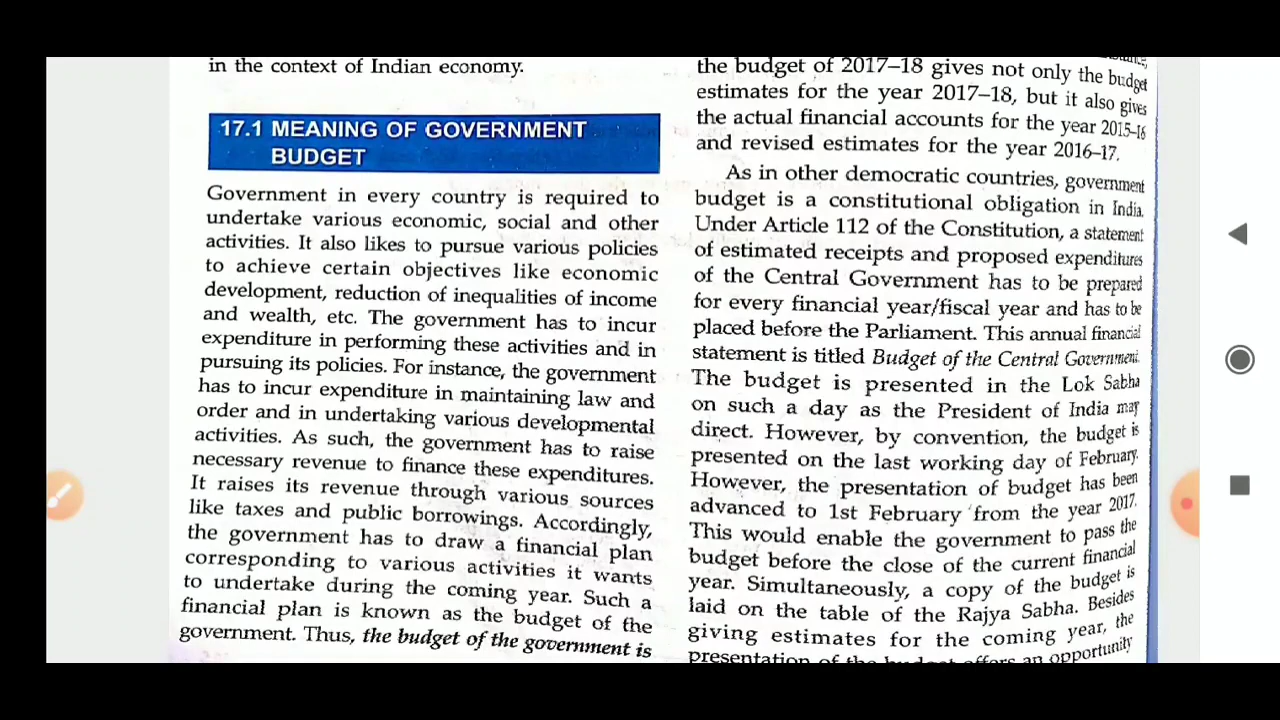 in the context of Indian economy.
17.1 MEANING OF GOVERNMENT
BUDGET
Government in every country is required to
undertake various economic, social and other
activities. It also likes to pursue various policies
to achieve certain objectives like economic
development, reduction of inequalities of income
and wealth, etc. The government has to incur
expenditure in performing these activities and in
pursuing its policies. For instance, the government
has to incur expenditure in maintaining law and
order and in undertaking various developmental
activities. As such, the government has to raise
necessary revenue to finance these expenditures.
It raises its revenue through various sources
like taxes and public borrowings. Accordingly,
the government has to draw a financial plan
corresponding to various activities it wants
to undertake during the coming year. Such a
financial plan is known as the budget of the
government. Thus, the budget of the government is
the budget of 2017–18 gives not only the budget
estimates for the year 2017–18, but it also gives
the actual financial accounts for the year 2015–16
and revised estimates for the year 2016–17.
As in other democratic countries, government
budget is a constitutional obligation in India.
Under Article 112 of the Constitution, a statement
of estimated receipts and proposed expenditures
of the Central Government has to be prepared
for every financial year/fiscal year and has to be
placed before the Parliament. This annual financial
statement is titled Budget of the Central Government.
The budget is presented in the Lok Sabha
on such a day as the President of India may
direct. However, by convention, the budget is
presented on the last working day of February.
However, the presentation of budget has been
advanced to 1st February from the year 2017.
This would enable the government to pass the
budget before the close of the current financial
year. Simultaneously, a copy of the budget is
laid on the table of the Rajya Sabha. Besides
giving estimates for the coming year, the
presentation of the budget offers an opportunity